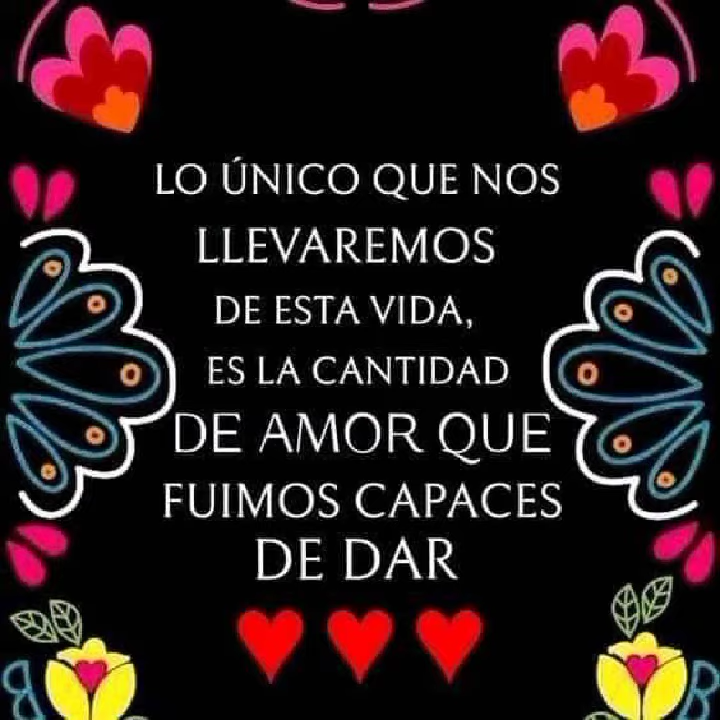 LO ÚNICO QUE NOS
LLEVAREMOS
DE ESTA VIDA,
ES LA CANTIDAD
DE AMOR QUE
FUIMOS CAPACES
DE DAR